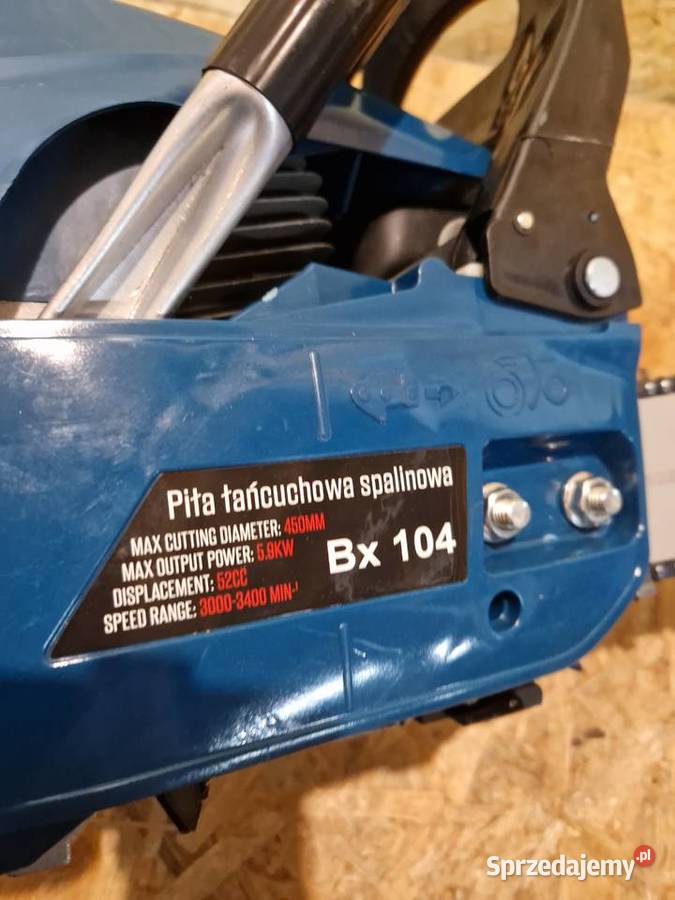 Piła łańcuchowa spalinowa
MAX CUTTING DIAMETER: 450MM
MAX OUTPUT POWER: 5.9KW
DISPLACEMENT: 52CC
SPEED RANGE: 3000-3400 MIN-¹
Bx 104
Sprzedajemy.pl